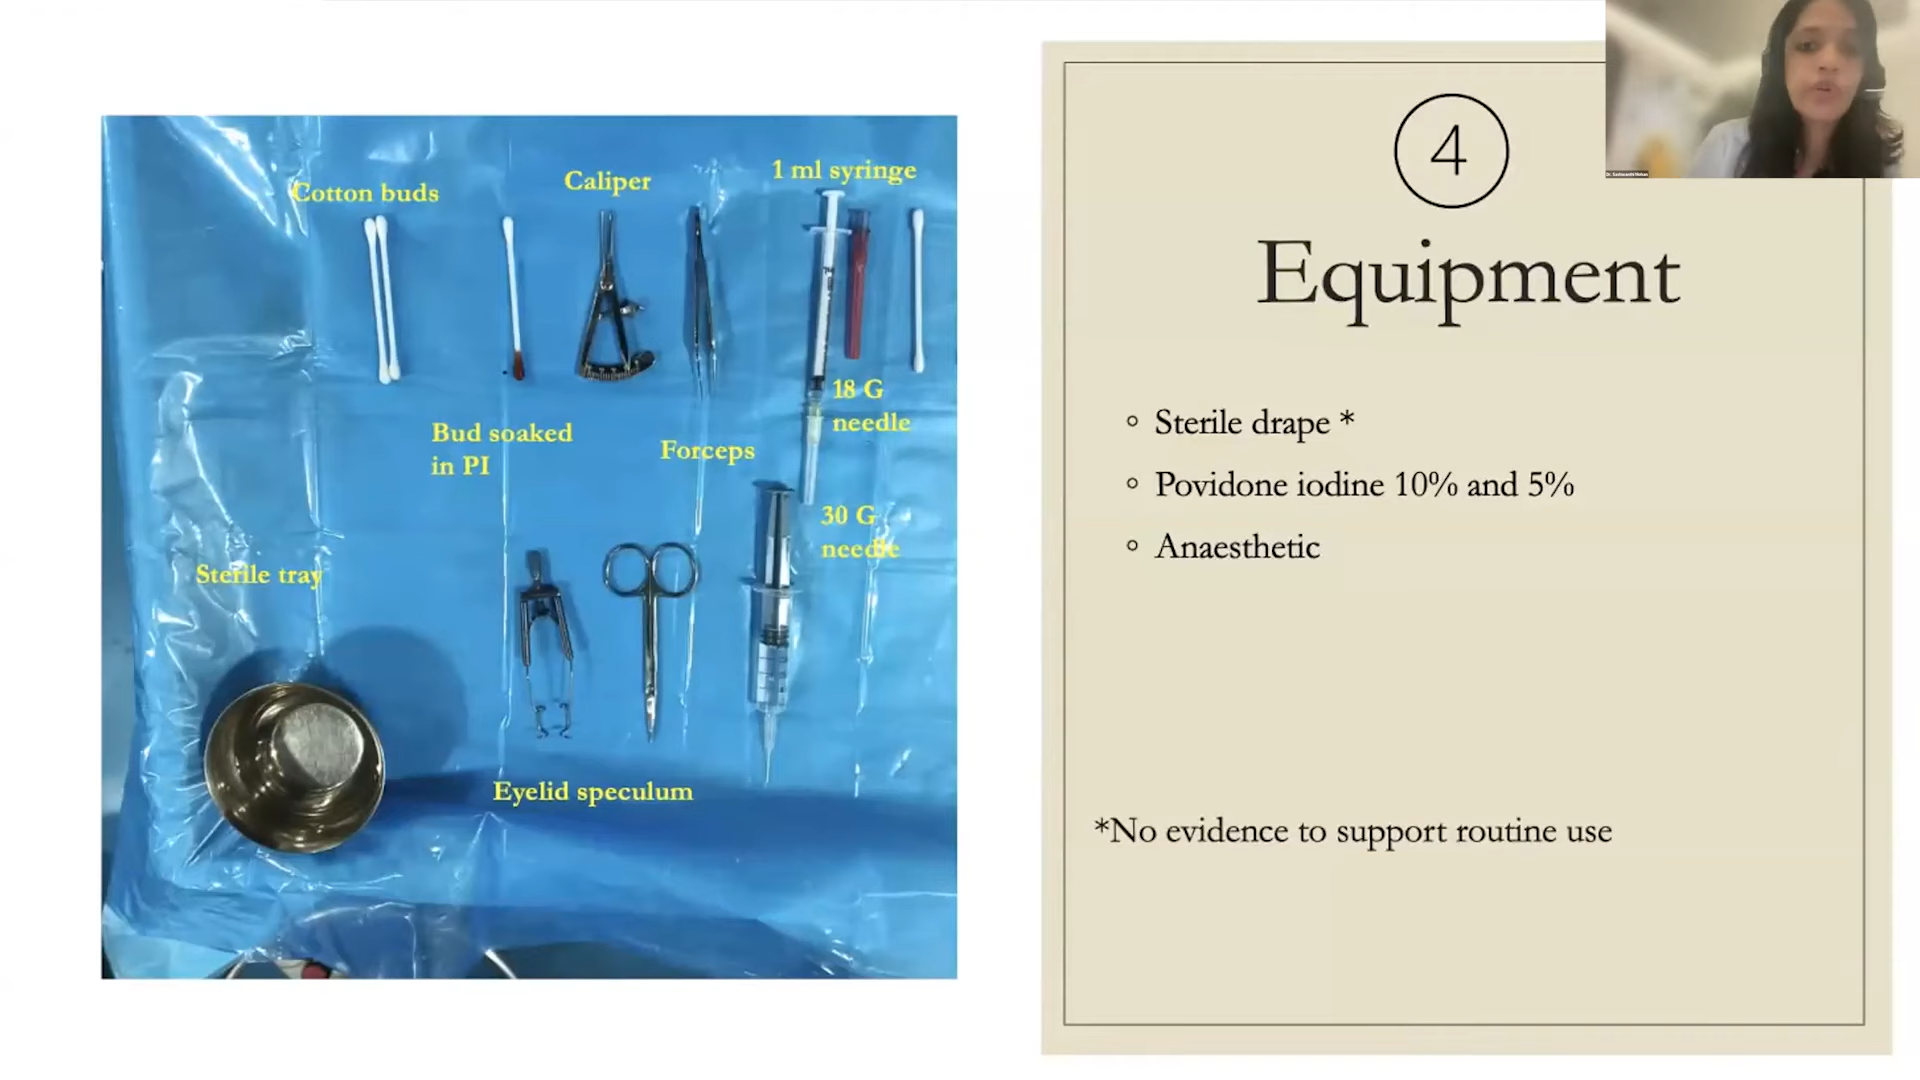 Cotton buds
Caliper
1 ml syringe
18 G
needle
Bud soaked
in PI
Forceps
30 G
needle
Sterile tray
Eyelid speculum
4
Equipment
Sterile drape *
Povidone iodine 10% and 5%
Anaesthetic
*No evidence to support routine use